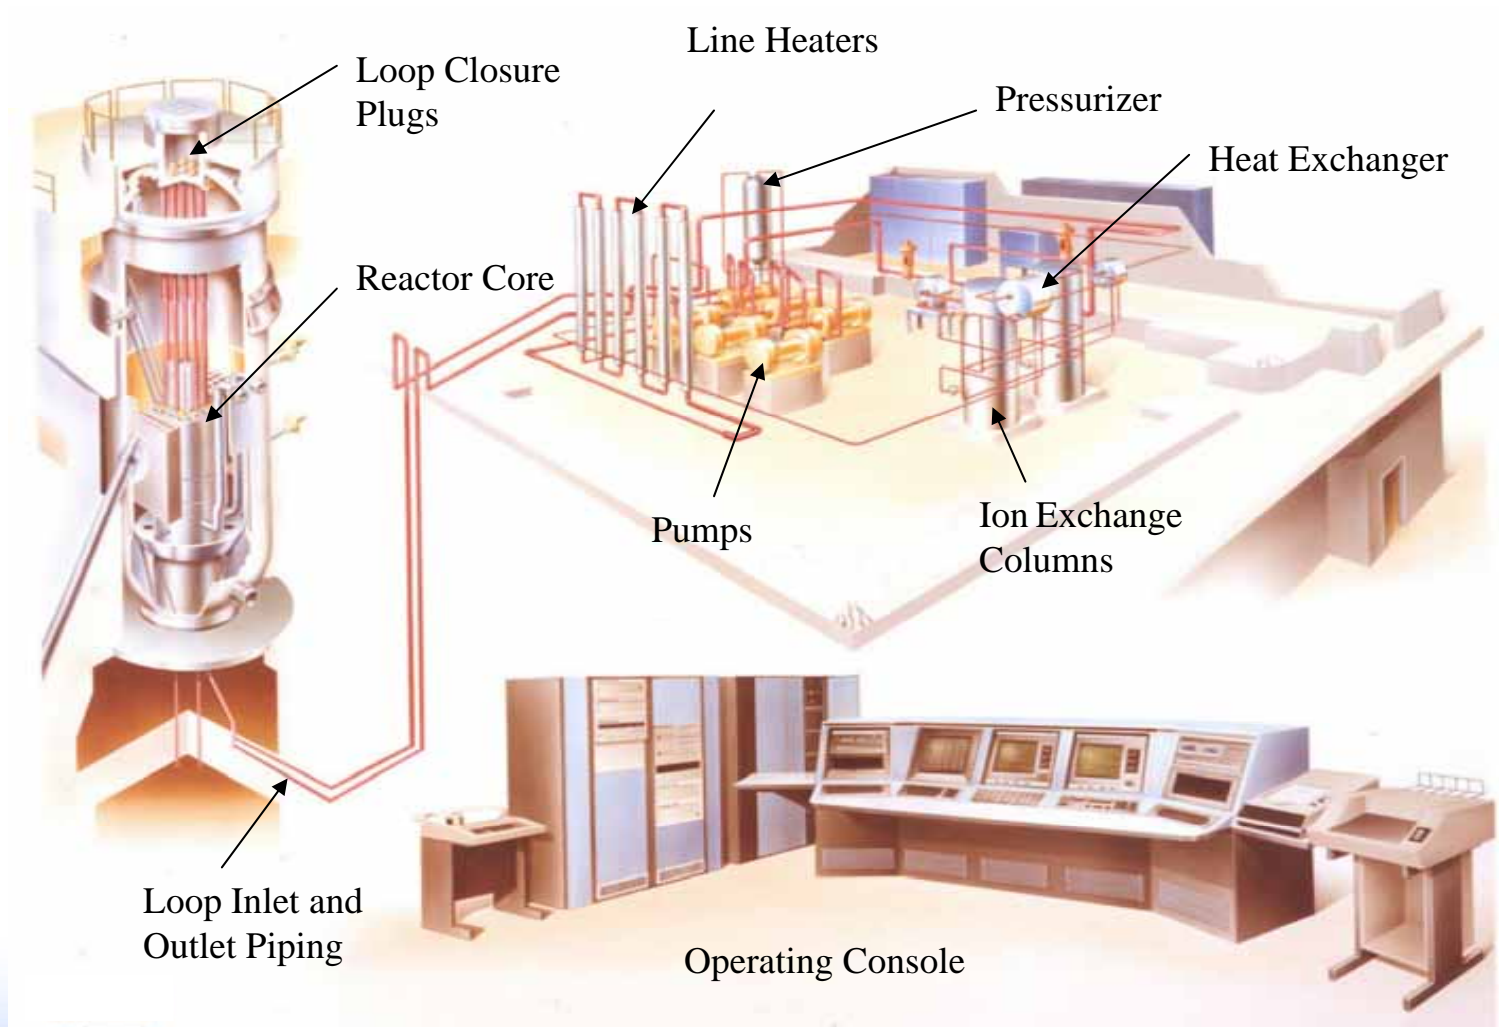 Line Heaters
Loop Closure
Plugs
Pressurizer
Heat Exchanger
Reactor Core
Pumps
Ion Exchange
Columns
Loop Inlet and
Outlet Piping
Operating Console